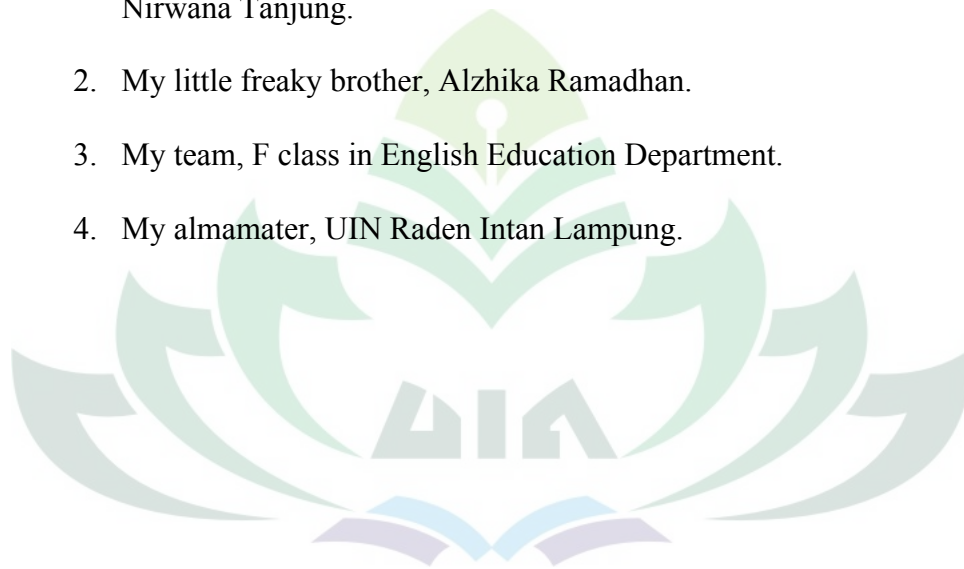 Nirwana Tanjung.
2. My little freaky brother, Alzhika Ramadhan.
3. My team, F class in English Education Department.
4. My almamater, UIN Raden Intan Lampung.
UIN